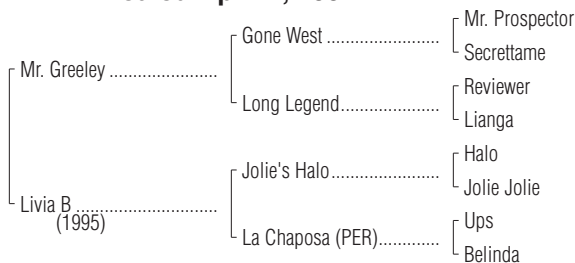 Mr. Prospector
Gone West
Secrettame
Mr. Greeley
Reviewer
Long Legend
Lianga
Halo
Jolie's Halo
Jolie Jolie
Livia B
(1995)
Ups
La Chaposa (PER)
Belinda